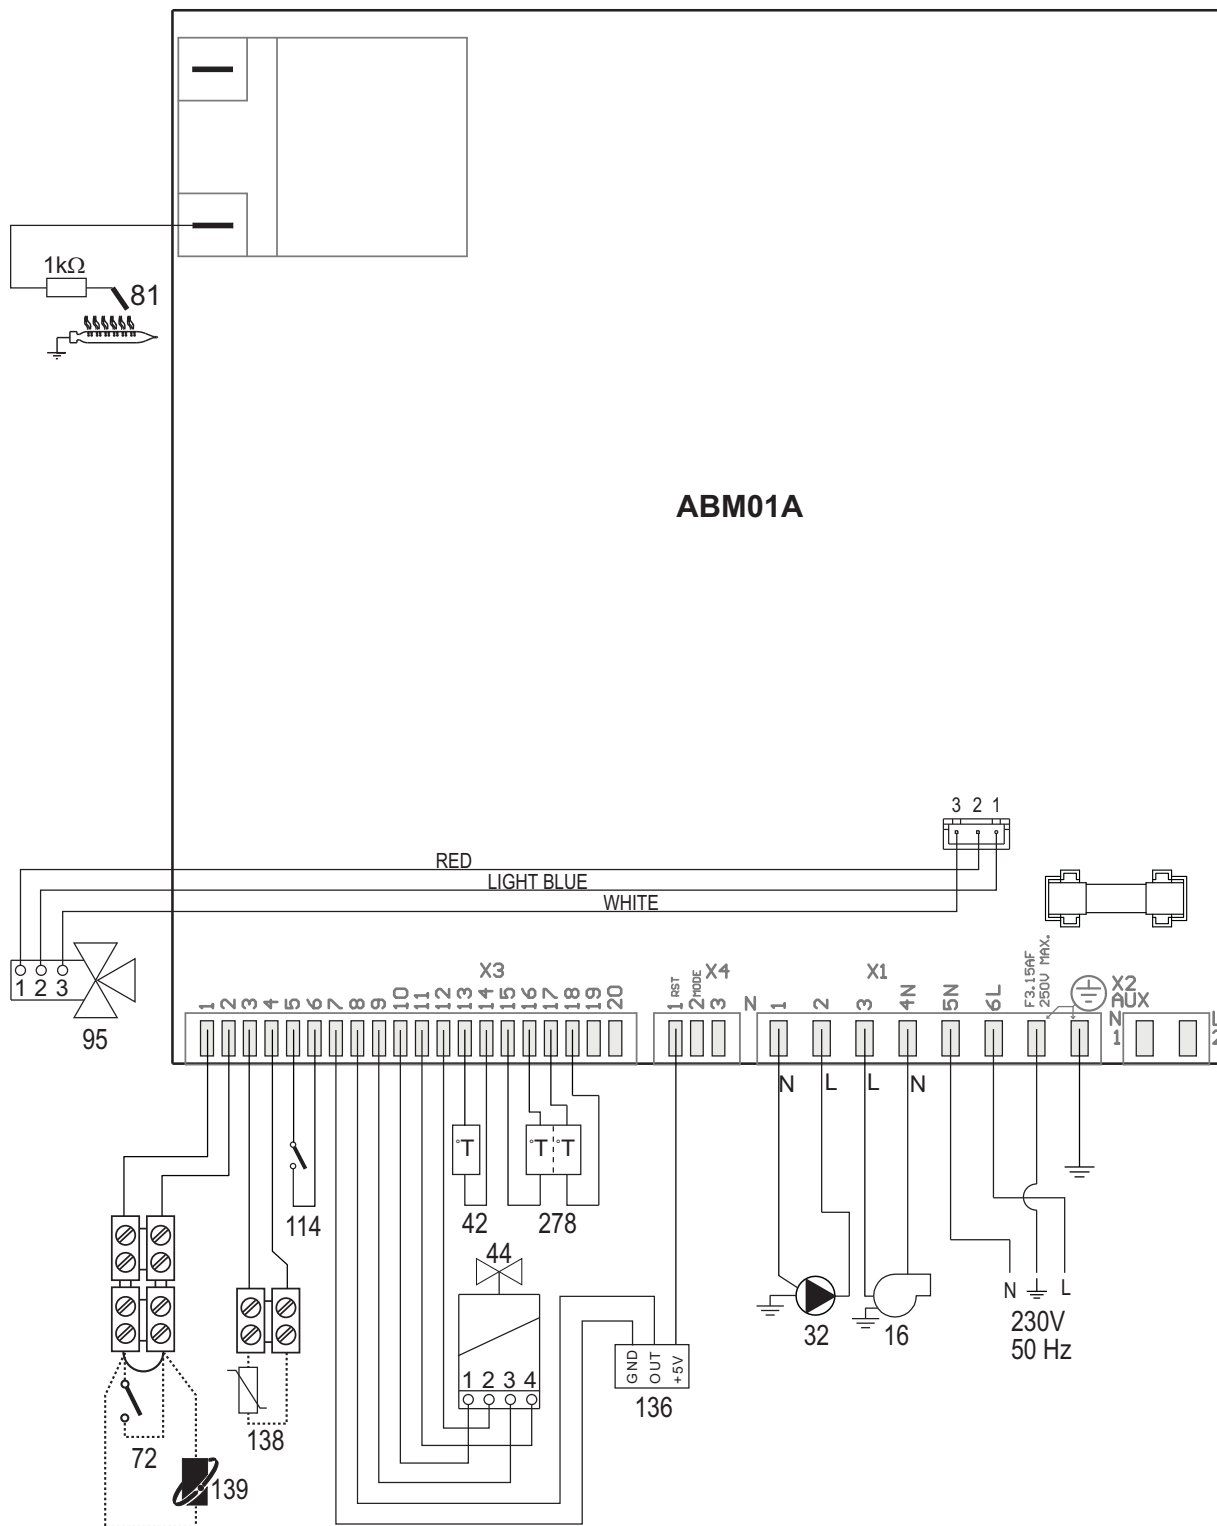 1kΩ
81
ABM01A
3 2 1
RED
LIGHT BLUE
WHITE
1 2 3
95
X3
1 2 3 4 5 6 7 8 9 10 11 12 13 14 15 16 17 18 19 20
X4
1 RST 2 MODE 3
X1
N 1 2 3 4N 5N 6L
F3.15AF
250V MAX.
X2
AUX
N L
1 2
N L L N
°T °T °T
114
42
278
44
1 2 3 4
GND
OUT
+5V
136
32
16
N L
230V
50 Hz
72
138
139